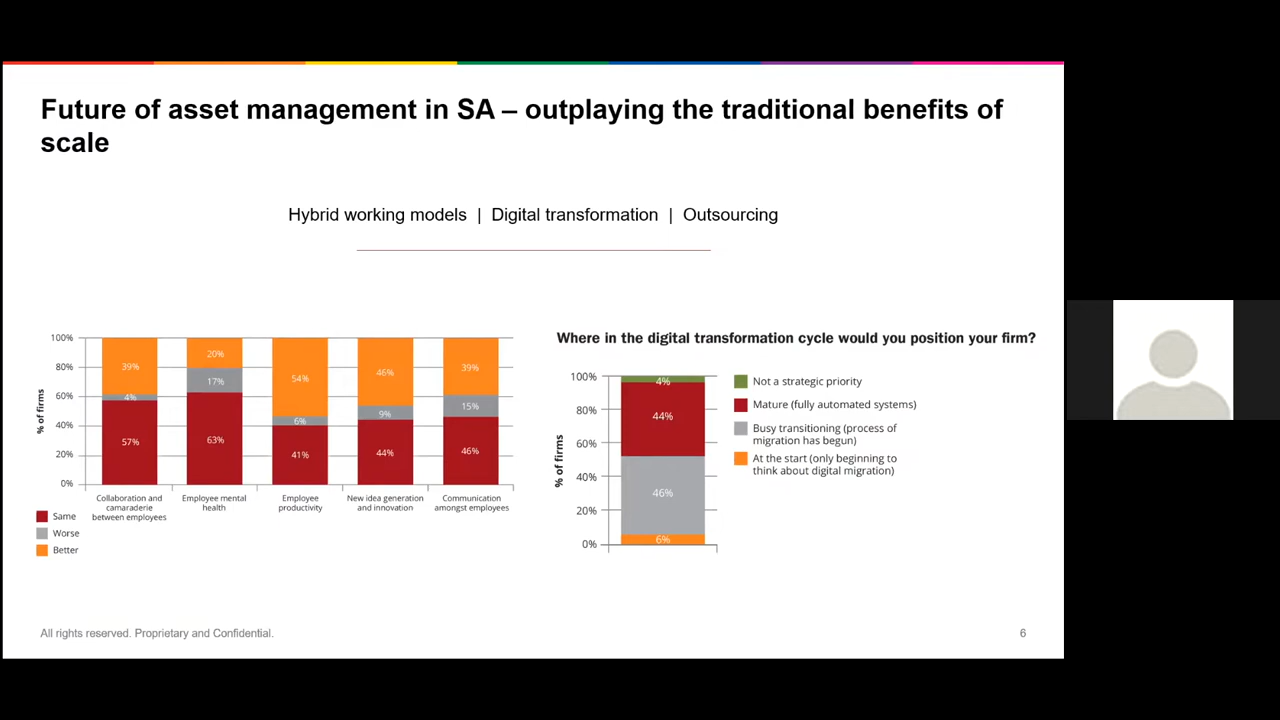 Future of asset management in SA – outplaying the traditional benefits of
scale
Hybrid working models | Digital transformation | Outsourcing
% of firms
100%
80%
60%
40%
20%
0%
39%
4%
57%
20%
17%
63%
54%
6%
41%
46%
9%
44%
39%
15%
46%
Collaboration and
camaraderie
between employees
Employee mental
health
Employee
productivity
New idea generation
and innovation
Communication
amongst employees
Same
Worse
Better
Where in the digital transformation cycle would you position your firm?
% of firms
100%
80%
60%
40%
20%
0%
4%
44%
46%
6%
Not a strategic priority
Mature (fully automated systems)
Busy transitioning (process of
migration has begun)
At the start (only beginning to
think about digital migration)
All rights reserved. Proprietary and Confidential.
6